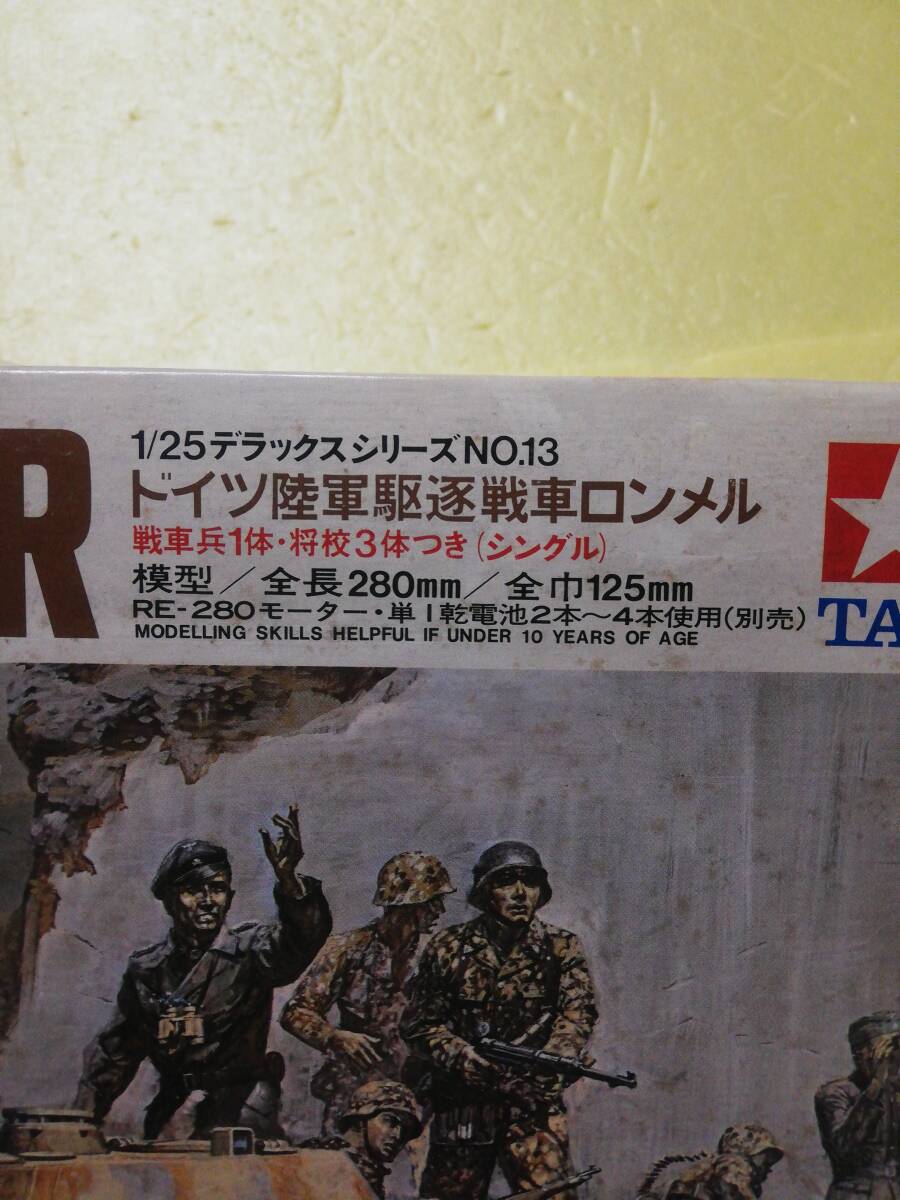 R
1/25デラックスシリーズNO.13
ドイツ陸軍駆逐戦車ロンメル
戦車兵1体・将校3体つき(シングル)
模型/全長280mm/全巾125mm
RE-280モーター・単1乾電池2本～4本使用(別売)
MODELLING SKILLS HELPFUL IF UNDER 10 YEARS OF AGE
TA